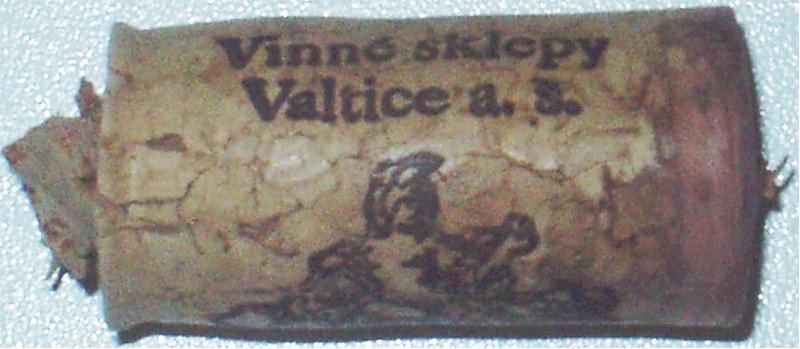 Vinné sklepy
Valtice a. s.